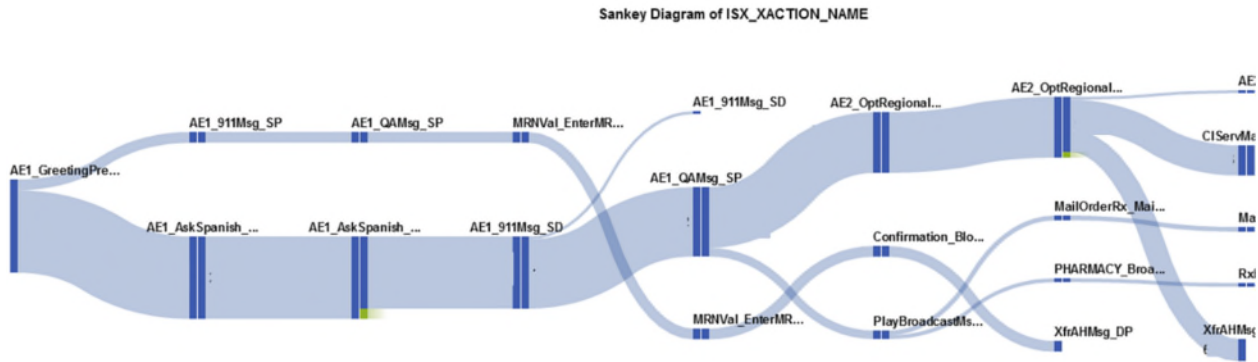 Sankey Diagram of ISX_XACTION_NAME
AE1_GreetingPre...
AE1_911Msg_SP
AE1_AskSpanish_...
AE1_QAMsg_SP
AE1_AskSpanish_...
MRNVal_EnterMR...
AE1_911Msg_SD
AE1_911Msg_SD
AE1_QAMsg_SP
MRNVal_EnterMR...
AE2_OptRegional...
Confirmation_Blo...
PlayBroadcastMs...
AE2_OptRegional...
MailOrderRx_Mai...
PHARMACY_Broa...
XfrAHMsg_DP
AE2
CIServMa
Ma
Rx
XfrAHMsg